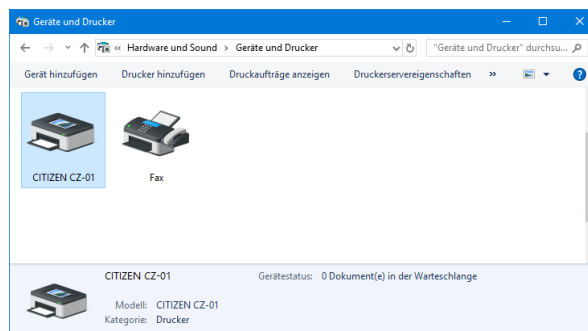 Geräte und Drucker
« Hardware und Sound › Geräte und Drucker "Geräte und Drucker" durchsu...
Gerät hinzufügen Drucker hinzufügen Druckaufträge anzeigen Druckerservereigenschaften »
CITIZEN CZ-01 Fax
CITIZEN CZ-01 Gerätestatus: 0 Dokument(e) in der Warteschlange
Modell: CITIZEN CZ-01
Kategorie: Drucker